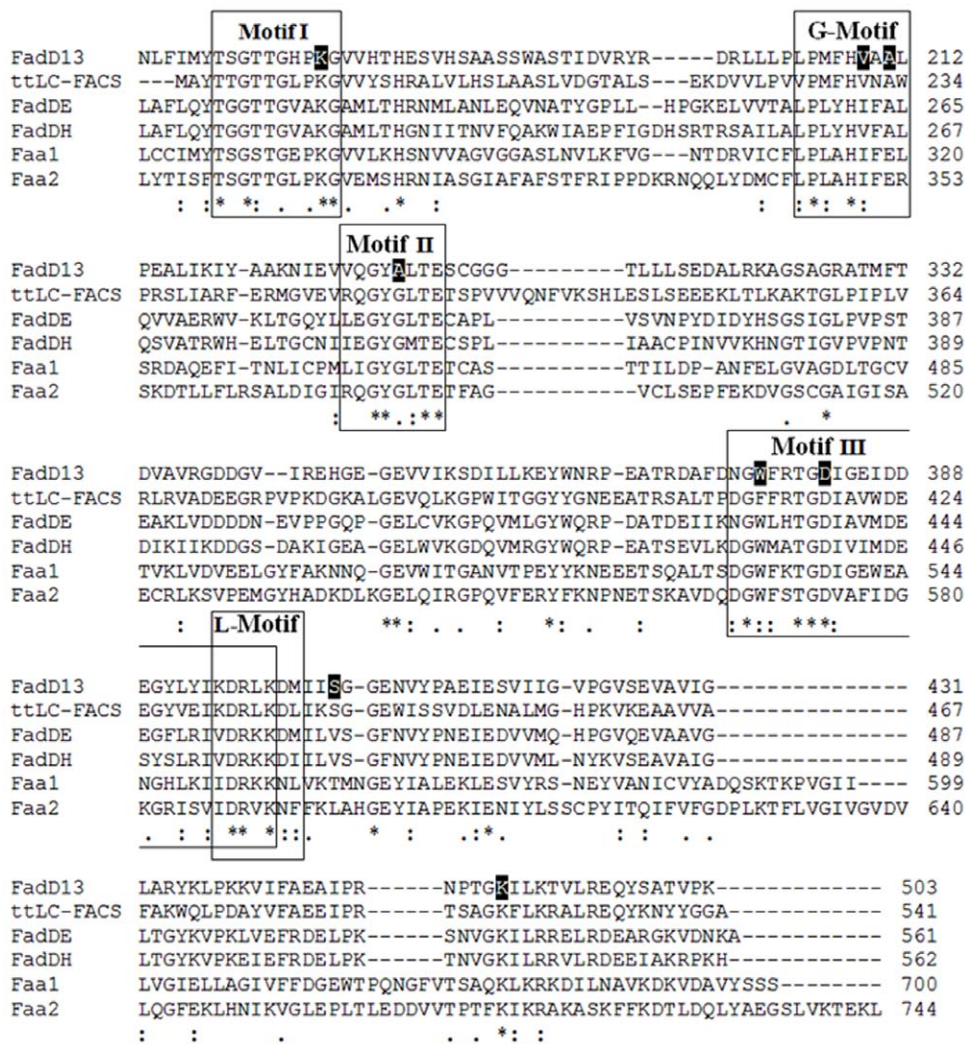 Motif I G-Motif
FadD13 NLFIMYTSGTTGHPKGVVHTHESVHSAASSWASTIDVRYR-----DRLLLPLPMFHVAAL 212
ttLC-FACS ---MAYTTGTTGLPKGVVYSHRALVLHSLAASLVDGTALS-----EKDVVLPVVPMFHVNAW 234
FadDE LAFLQYTGGTTGVAKGAMLTHRNMLANLEQVNATYGPLL---HPGKELVVTALPLYHIFAL 265
FadDH LAFLQYTGGTTGVAKGAMLTHGNIITNVFQAKWIAEPFIGDHSRTRSAILALPLYHVFAL 267
Faa1 LCCIMYTSGSTGEPKGVVLKHSNVVAGVGGASLNVLKFVG---NTDRVICFLPLAHIFEL 320
Faa2 LYTISFTSGTTGLPKGVEMSHRNIASGIAFAFSTFRIPPDKRNQQLYDMCFLPLAHIFER 353
: :* *:* . . **. . * : : :**. *:
Motif II
FadD13 PEALIKIY-AAKNIEVVQGYALTESCGGG----------TLLLSEDALRKAGSAGRATMFT 332
ttLC-FACS PRSLIARF-ERMGVEVRQGYGLTETSPVVVQNFVKSHLESLSEEEKLTLKAKTGLPIPLV 364
FadDE QVVAERWV-KLTGQYLLEGYGLTECAPL----------VSVNPYDIDYHSGSIGLPVPST 387
FadDH QSVATRWH-ELTGCNIIEGYGMTECSPL----------IAACPINVVKHNGTIGVPVPNT 389
Faa1 SRDAQEFI-TNLICPMLIGYGLTETCAS----------TTILDP-ANFELGVAGDLTGCV 485
Faa2 SKDTLLFLRSALDIGIRQGYGLTETFAG----------VCLSEPFEKDVGSCGAIGISA 520
: **.:** . *
Motif III
FadD13 DVAVRGDDGV--IREHGE-GEVVIKSDILLKEYWNRP-EATRDAFDNGWFRTGDIGEIDD 388
ttLC-FACS RLRVADEEGRPVPKDGKALGEVQLKGPWITGGYYGNEEATRSALTPDGFFRTGDIAVWDE 424
FadDE EAKLVDDDDN-EVPPGQP-GELCVKGPQVMLGYWQRP-DATDEIIKNGWLHTGDIAVMDE 444
FadDH DIKIIKDDGS-DAKIGEA-GELWVKGDQVMRGYWQRP-EATSEVLKDGWMATGDIVIMDE 446
Faa1 TVKLVDVEELGYFAKNNQ-GEVWITGANVTPEYYKNEEETSQALTSDGWFKTGDIGEWEA 544
Faa2 ECRLKSVPEMGYHADKDLKGELQIRGPQVFERYFKPNETSKAVDQDGWFSTGDVAFIDG 580
: **: . . *: . : :*:: ***:
L-Motif
FadD13 EGYLYIKDRLKDMIISG-GENVYPAEIESVIIG-VPGVSEVAVIG--------------- 431
ttLC-FACS EGYVEIKDRLKDLIKSG-GEWISSVDLENALMG-HPKVKEAAVVA--------------- 467
FadDE EGFLRIVDRKKDMILVS-GFNVYPNEIEDVVMQ-HPGVQEVAAVG--------------- 487
FadDH SYSLRIVDRKKDIILVS-GFNVYPNEIEDVVML-NYKVSEAVAIG--------------- 489
Faa1 NGHLKIIDRKKNLVKTMNGEYIALEKLESVYRS-NEYVANICVYADQSKTKPVGII---- 599
Faa2 KGRISVIDRVKNFFKLAHGEYIAPEKIENIYLSSCPYITQIFVFGDPLKTFLVGIVGVDV 640
. : : ** *::. * : .:*. : : . .
FadD13 LARYKLPKKVIFAEAIPR------NPTGKILKTVLREQYSATVPK----------- 503
ttLC-FACS FAKWQLPDAYVFAEEIPR------TSAGKFLKRALREQYKNYYGGA---------- 541
FadDE LTGYKVPKLVEFRDELPK------SNVGKILRRELRDEARGKVDNKA--------- 561
FadDH LTGYKVPKEIEFRDELPK------TNVGKILRRVLRDEEIAKRPKH---------- 562
Faa1 LVGIELLAGIVFFDGEWTPQNGFVTSAQKLKRKDILNAVKDKVDAVYSSS------ 700
Faa2 LQGFEKLHNIKVGLEPLTLEDDVVTPTFKIKRAKASKFFKDTLDQLYAEGSLVKTEKL 744
: : . . . *: :